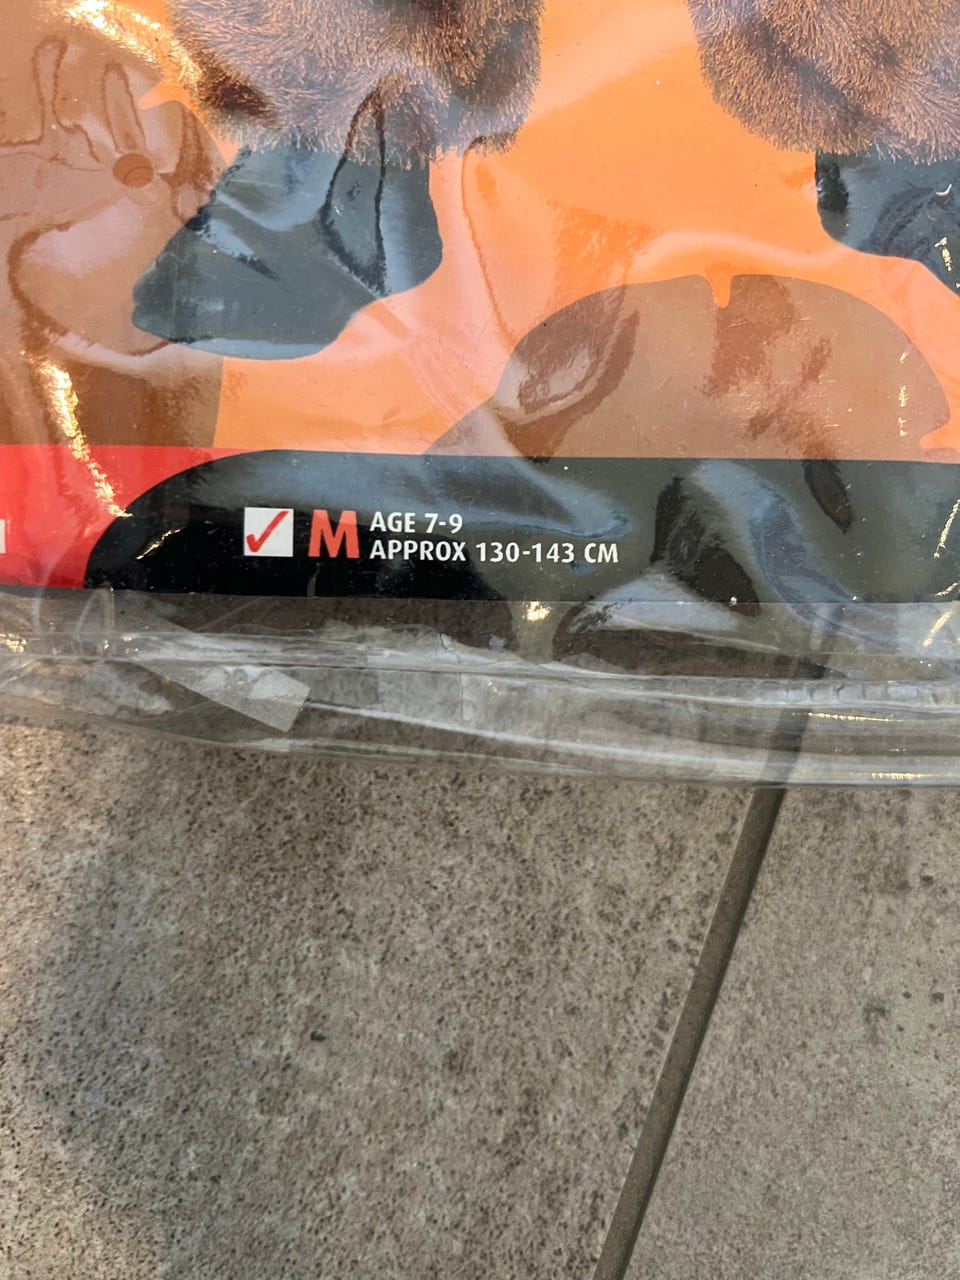 M AGE 7-9
APPROX 130-143 CM